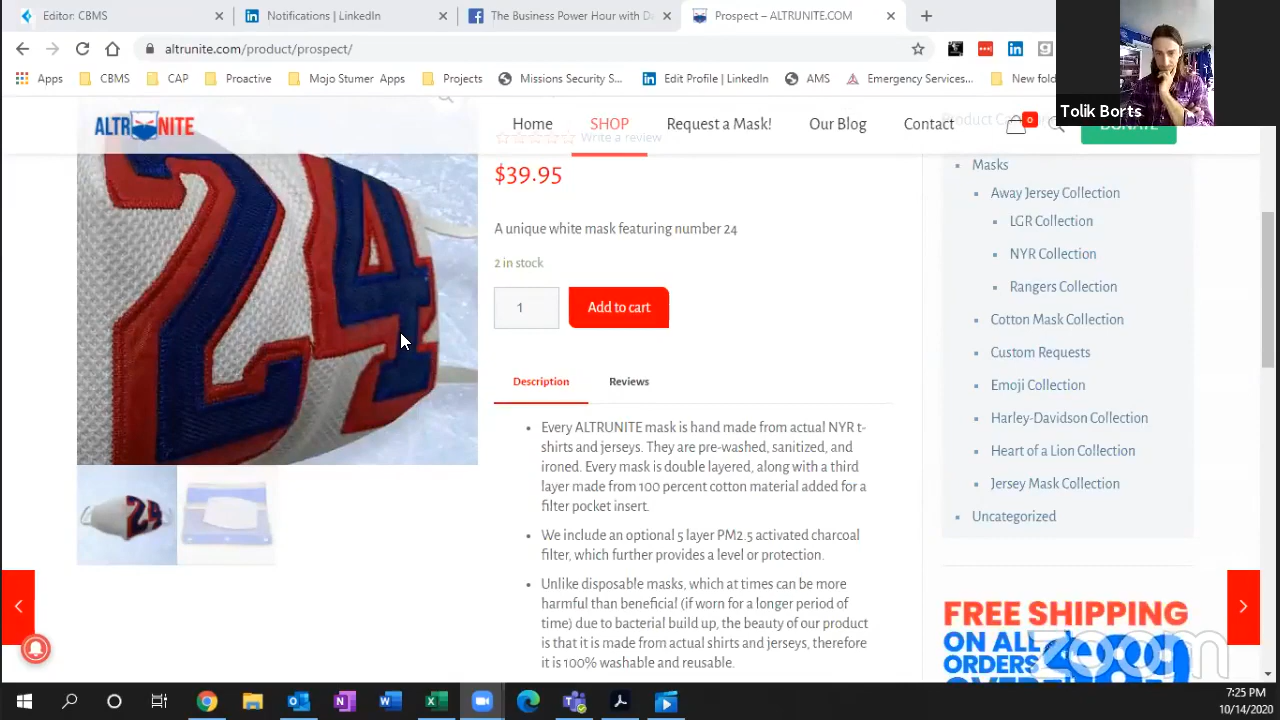 Editor: CBMS
Notifications | LinkedIn
The Business Power Hour with Da
Prospect – ALTRUNITE.COM
altrunite.com/product/prospect/
Apps
CBMS
CAP
Proactive
Mojo Stumer Apps
Projects
Missions Security S...
Edit Profile | LinkedIn
AMS
Emergency Services...
New fold
Tolik Borts
ALTRUNITE
Home
SHOP
Request a Mask!
Our Blog
Contact
0
DONATE
Write a review
$39.95
A unique white mask featuring number 24
2 in stock
1
Add to cart
24
Description
Reviews
Every ALTRUNITE mask is hand made from actual NYR t-
shirts and jerseys. They are pre-washed, sanitized, and
ironed. Every mask is double layered, along with a third
layer made from 100 percent cotton material added for a
filter pocket insert.
We include an optional 5 layer PM2.5 activated charcoal
filter, which further provides a level or protection.
Unlike disposable masks, which at times can be more
harmful than beneficial (if worn for a longer period of
time) due to bacterial build up, the beauty of our product
is that it is made from actual shirts and jerseys, therefore
it is 100% washable and reusable.
24
Masks
Away Jersey Collection
LGR Collection
NYR Collection
Rangers Collection
Cotton Mask Collection
Custom Requests
Emoji Collection
Harley-Davidson Collection
Heart of a Lion Collection
Jersey Mask Collection
Uncategorized
FREE SHIPPING
ON ALL
ORDERS
zoom
7:25 PM
10/14/2020